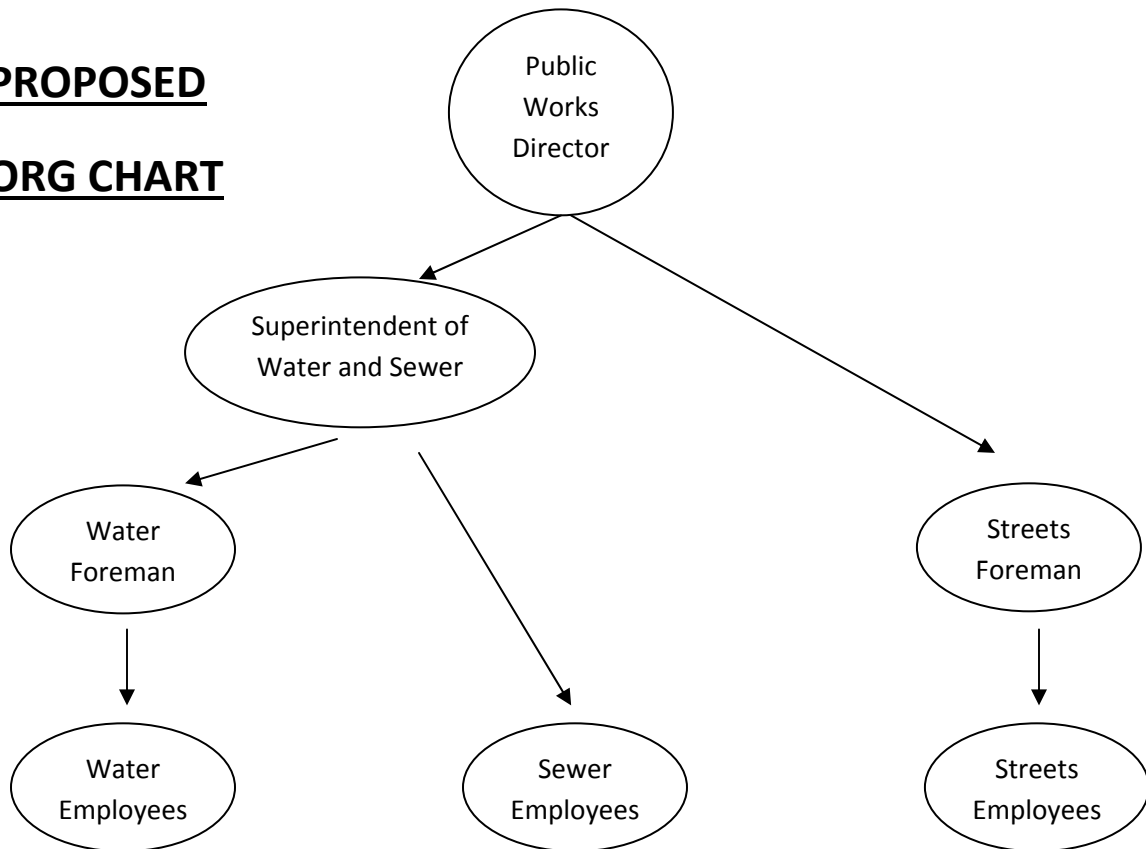 PROPOSED
ORG CHART
Public
Works
Director
Superintendent of
Water and Sewer
Water
Foreman
Streets
Foreman
Water
Employees
Sewer
Employees
Streets
Employees